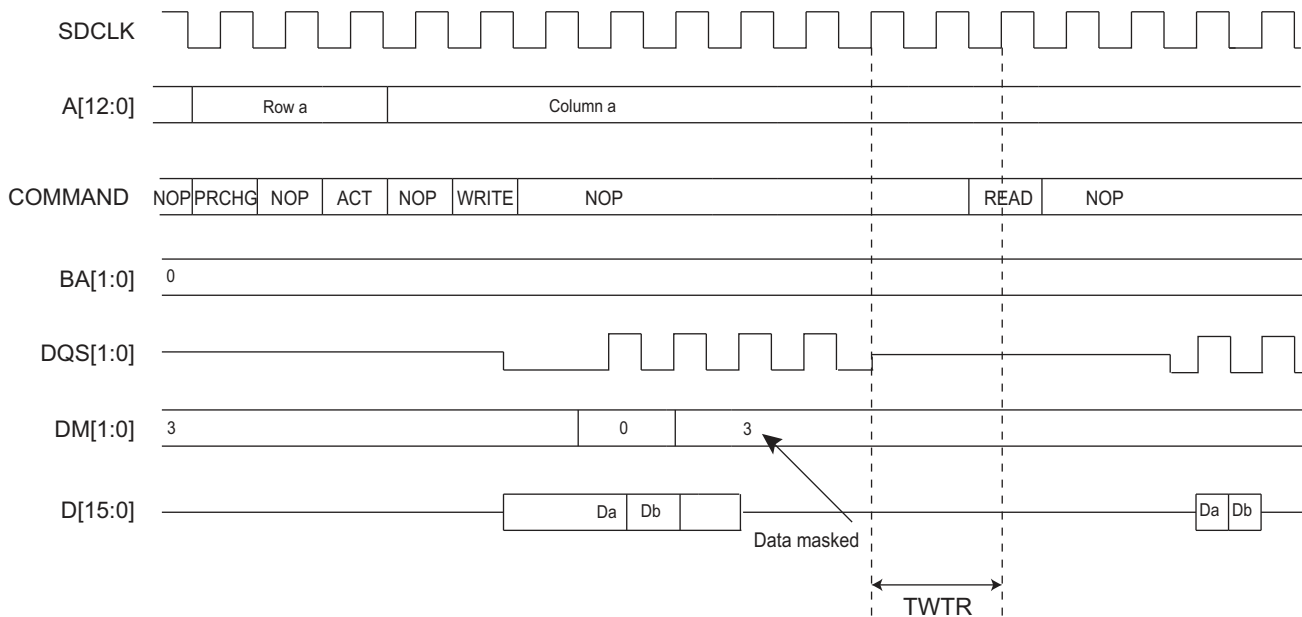 SDCLK
A[12:0] Row a Column a
COMMAND NOP PRCHG NOP ACT NOP WRITE NOP READ NOP
BA[1:0] 0
DQS[1:0]
DM[1:0] 3 0 3
D[15:0] Da Db Da Db
Data masked
TWTR